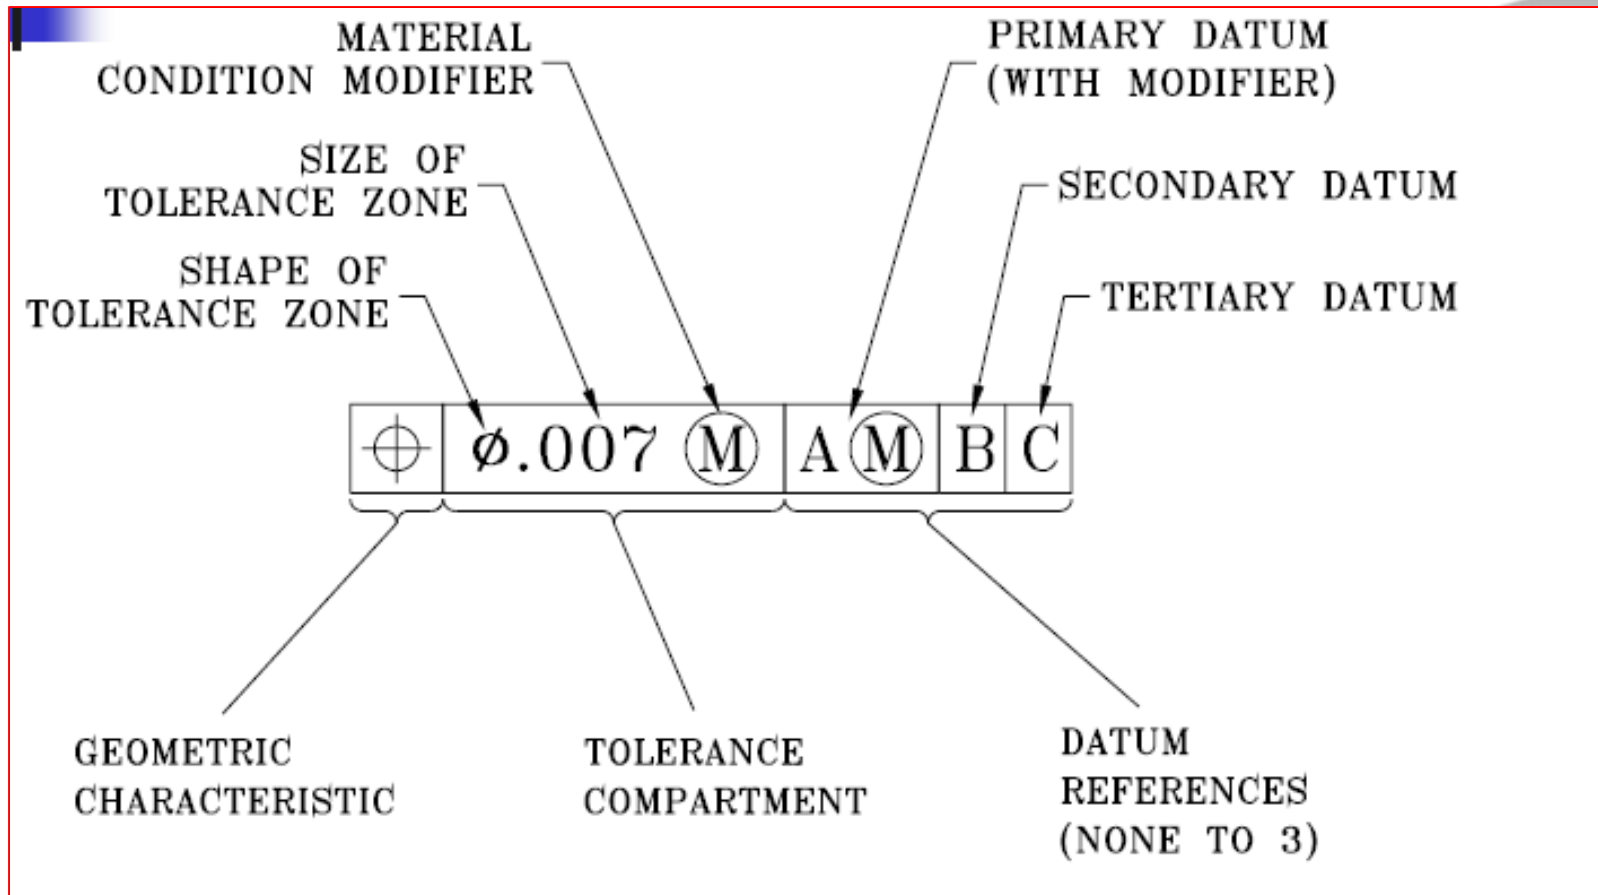 MATERIAL
CONDITION MODIFIER
PRIMARY DATUM
(WITH MODIFIER)
SIZE OF
TOLERANCE ZONE
SECONDARY DATUM
SHAPE OF
TOLERANCE ZONE
TERTIARY DATUM
⌖ ⌀.007 Ⓜ A Ⓜ B C
GEOMETRIC
CHARACTERISTIC
TOLERANCE
COMPARTMENT
DATUM
REFERENCES
(NONE TO 3)